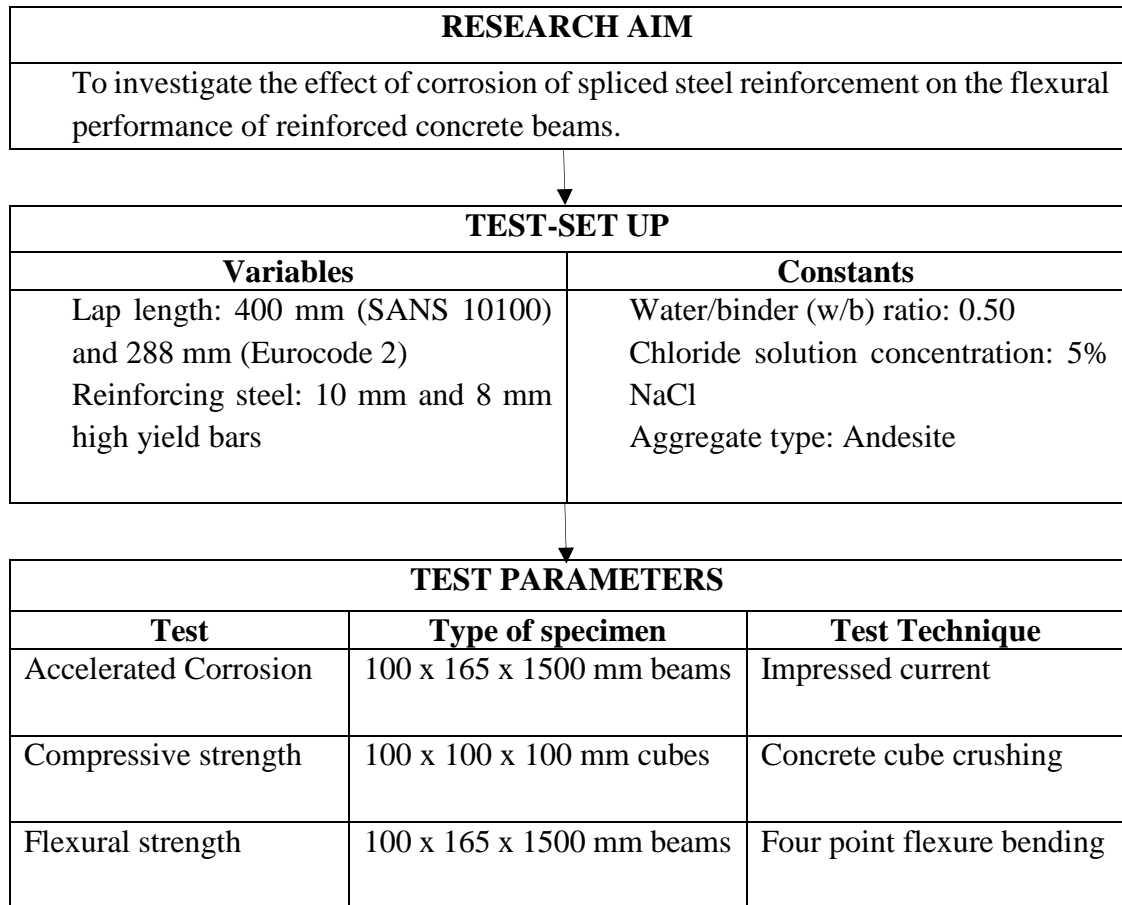 RESEARCH AIM
To investigate the effect of corrosion of spliced steel reinforcement on the flexural
performance of reinforced concrete beams.
TEST-SET UP
Variables
Lap length: 400 mm (SANS 10100)
and 288 mm (Eurocode 2)
Reinforcing steel: 10 mm and 8 mm
high yield bars
Constants
Water/binder (w/b) ratio: 0.50
Chloride solution concentration: 5%
NaCl
Aggregate type: Andesite
TEST PARAMETERS
Test Type of specimen Test Technique
Accelerated Corrosion 100 x 165 x 1500 mm beams Impressed current
Compressive strength 100 x 100 x 100 mm cubes Concrete cube crushing
Flexural strength 100 x 165 x 1500 mm beams Four point flexure bending